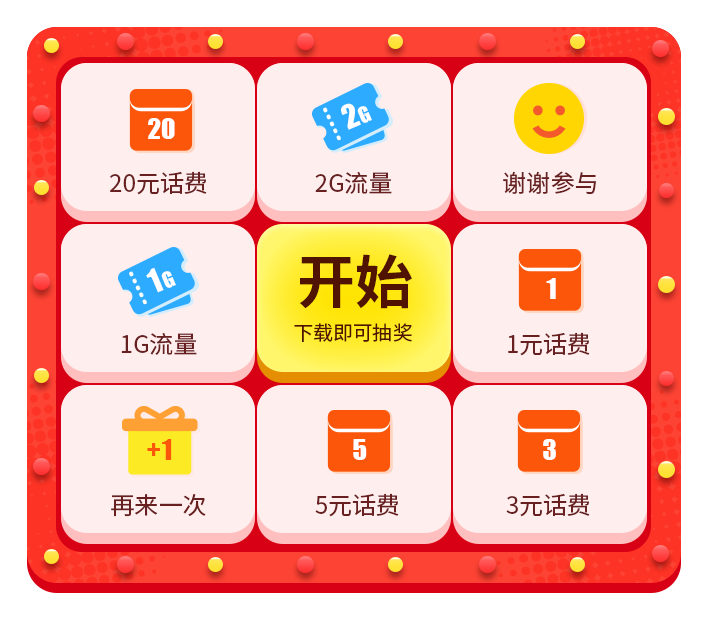 20
20元话费
2G
2G流量
谢谢参与
1G
1G流量
开始
下载即可抽奖
1
1元话费
+1
再来一次
5
5元话费
3
3元话费